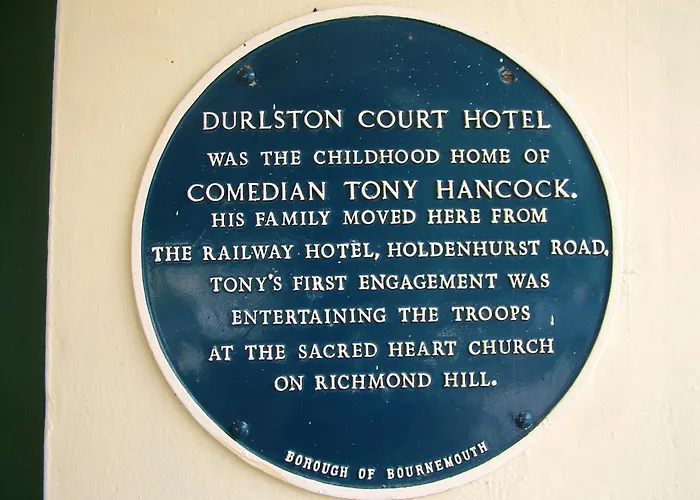 DURLSTON COURT HOTEL
WAS THE CHILDHOOD HOME OF
COMEDIAN TONY HANCOCK.
HIS FAMILY MOVED HERE FROM
THE RAILWAY HOTEL, HOLDENHURST ROAD,
TONY'S FIRST ENGAGEMENT WAS
ENTERTAINING THE TROOPS
AT THE SACRED HEART CHURCH
ON RICHMOND HILL.
BOROUGH OF BOURNEMOUTH